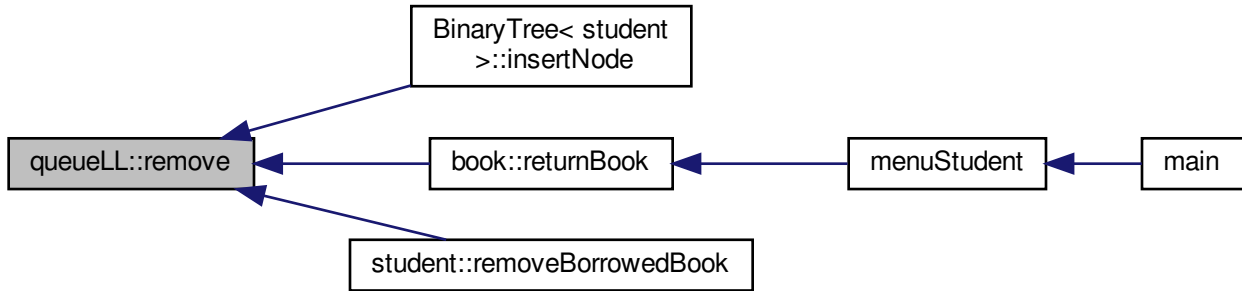 BinaryTree< student
>::insertNode
queueLL::remove
book::returnBook
menuStudent
main
student::removeBorrowedBook